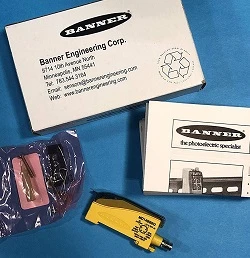 BANNER
Banner Engineering Corp.
9714 10th Avenue North
Minneapolis, MN 55441
Tel. 763.544.3164
Email: sensors@bannerengineering.com
Web: www.bannerengineering.com
BANNER
the photoelectric specialist